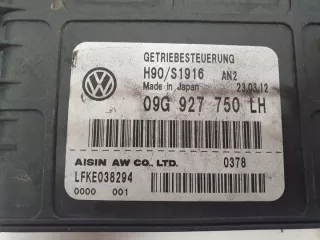 GETRIEBESTEUERUNG
H90/S1916 AN2
Made in Japan 23.03.12
09G 927 750 LH
AISIN AW CO., LTD. 0378
LFKE038294
0000 001